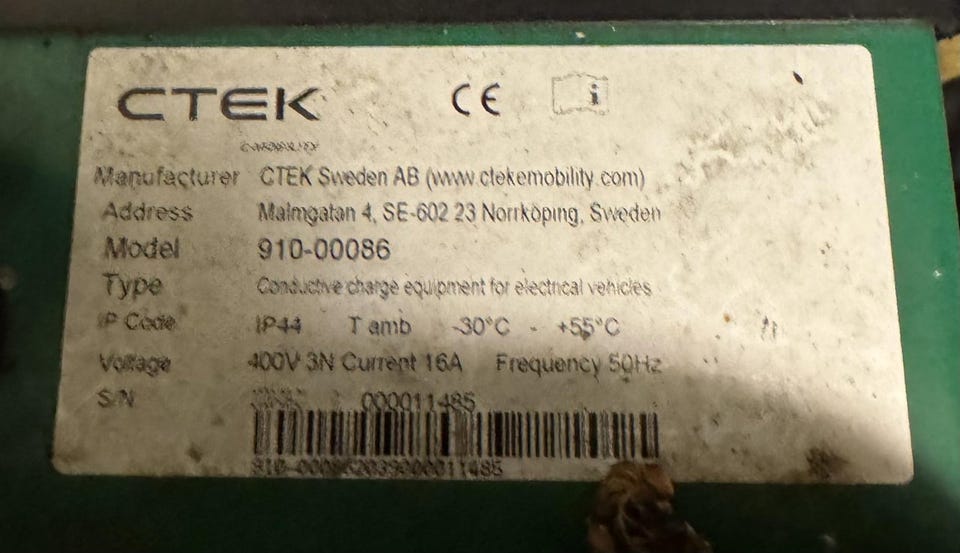 CTEK
CE i
E-MOBILITY
Manufacturer CTEK Sweden AB (www.ctekemobility.com)
Address Malmgatan 4, SE-602 23 Norrköping, Sweden
Model 910-00086
Type Conductive charge equipment for electrical vehicles
IP Code IP44 T amb -30°C - +55°C
Voltage 400V 3N Current 16A Frequency 50Hz
S/N 000011485